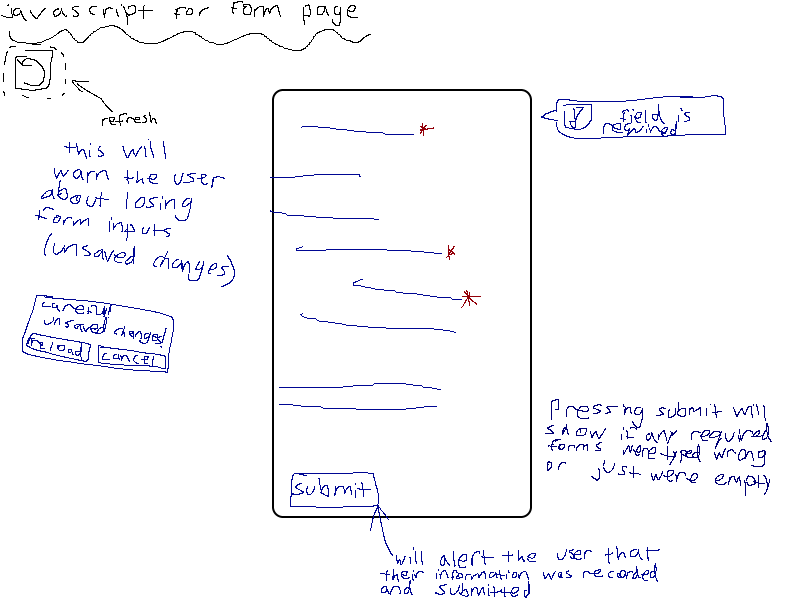 javascript for form page
refresh
this will
warn the user
about losing
form inputs
(unsaved changes)
careful!
unsaved changes!
reload cancel
* field is
required
*
*
submit
Pressing submit will
show if any required
forms were typed wrong
or just were empty
will alert the user that
their information was recorded
and submitted